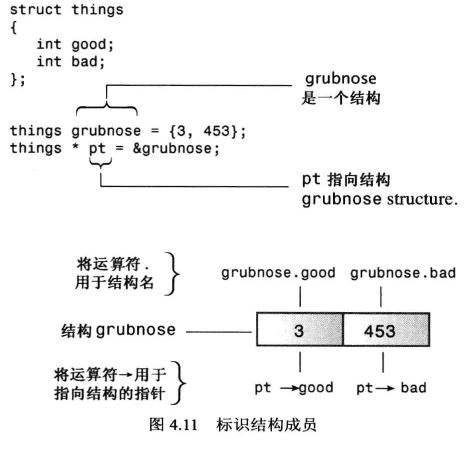 struct things
{
int good;
int bad;
};
grubnose
是一个结构
things grubnose = {3, 453};
things * pt = &grubnose;
pt 指向结构
grubnose structure.
将运算符 .
用于结构名
grubnose.good grubnose.bad
结构 grubnose
3 453
将运算符→用于
指向结构的指针
pt →good pt→ bad
图 4.11 标识结构成员